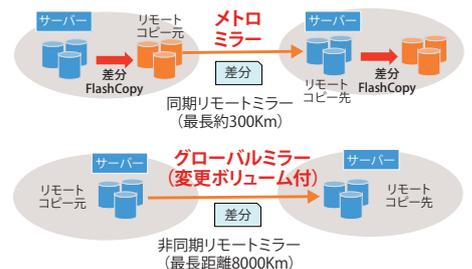 サーバー
リモート
コピー元
メトロ
ミラー
サーバー
差分
FlashCopy
差分
リモート
コピー先
差分
FlashCopy
同期リモートミラー
（最長約300Km）
サーバー
グローバルミラー
（変更ボリューム付）
サーバー
リモート
コピー元
リモート
コピー先
差分
非同期リモートミラー
（最長距離8000Km）